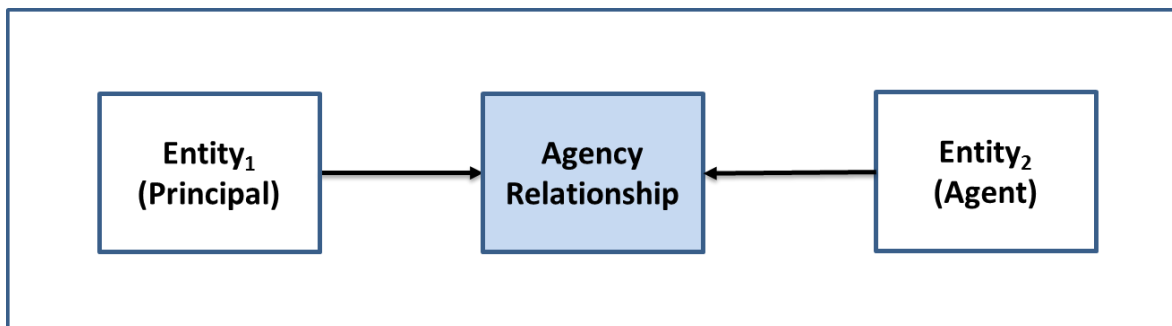 Entity₁
(Principal)
Agency
Relationship
Entity₂
(Agent)